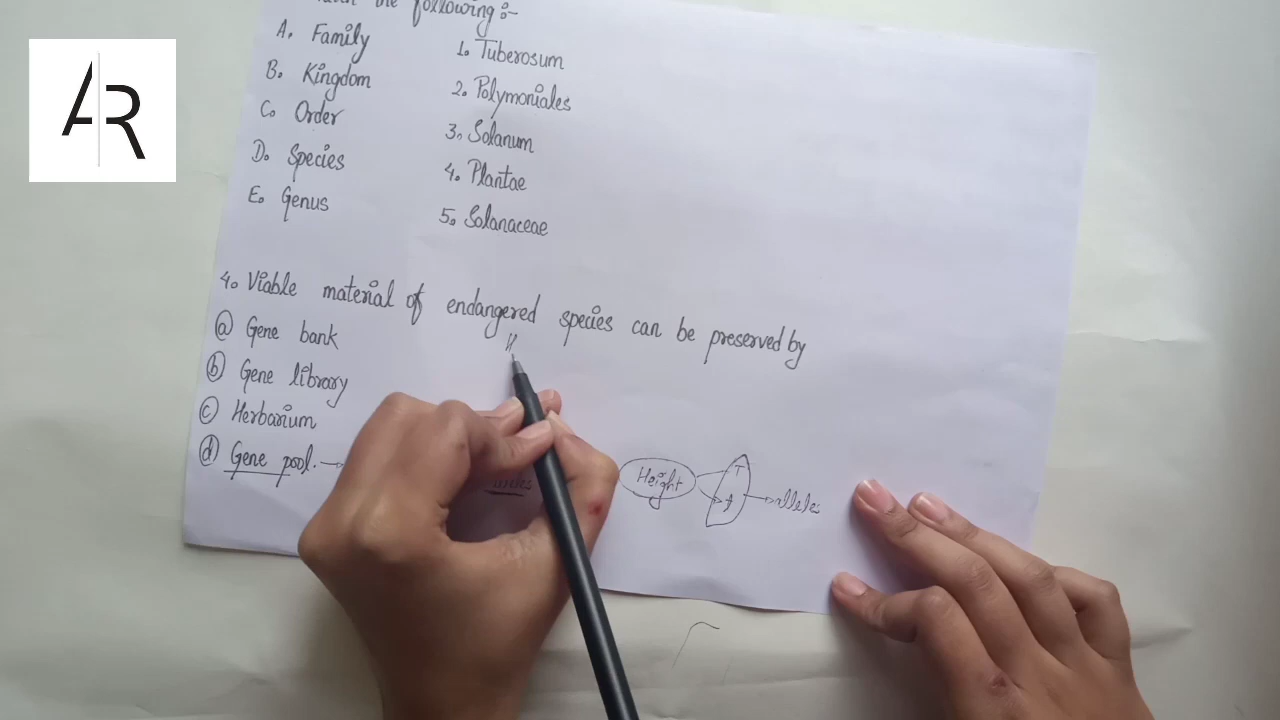 the following :-
A. Family 1. Tuberosum
B. Kingdom 2. Polymoniales
C. Order 3. Solanum
D. Species 4. Plantae
E. Genus 5. Solanaceae
4. Viable material of endangered species can be preserved by
(a) Gene bank
(b) Gene library
(c) Herbarium
(d) Gene pool. →
Height T t → alleles
AR